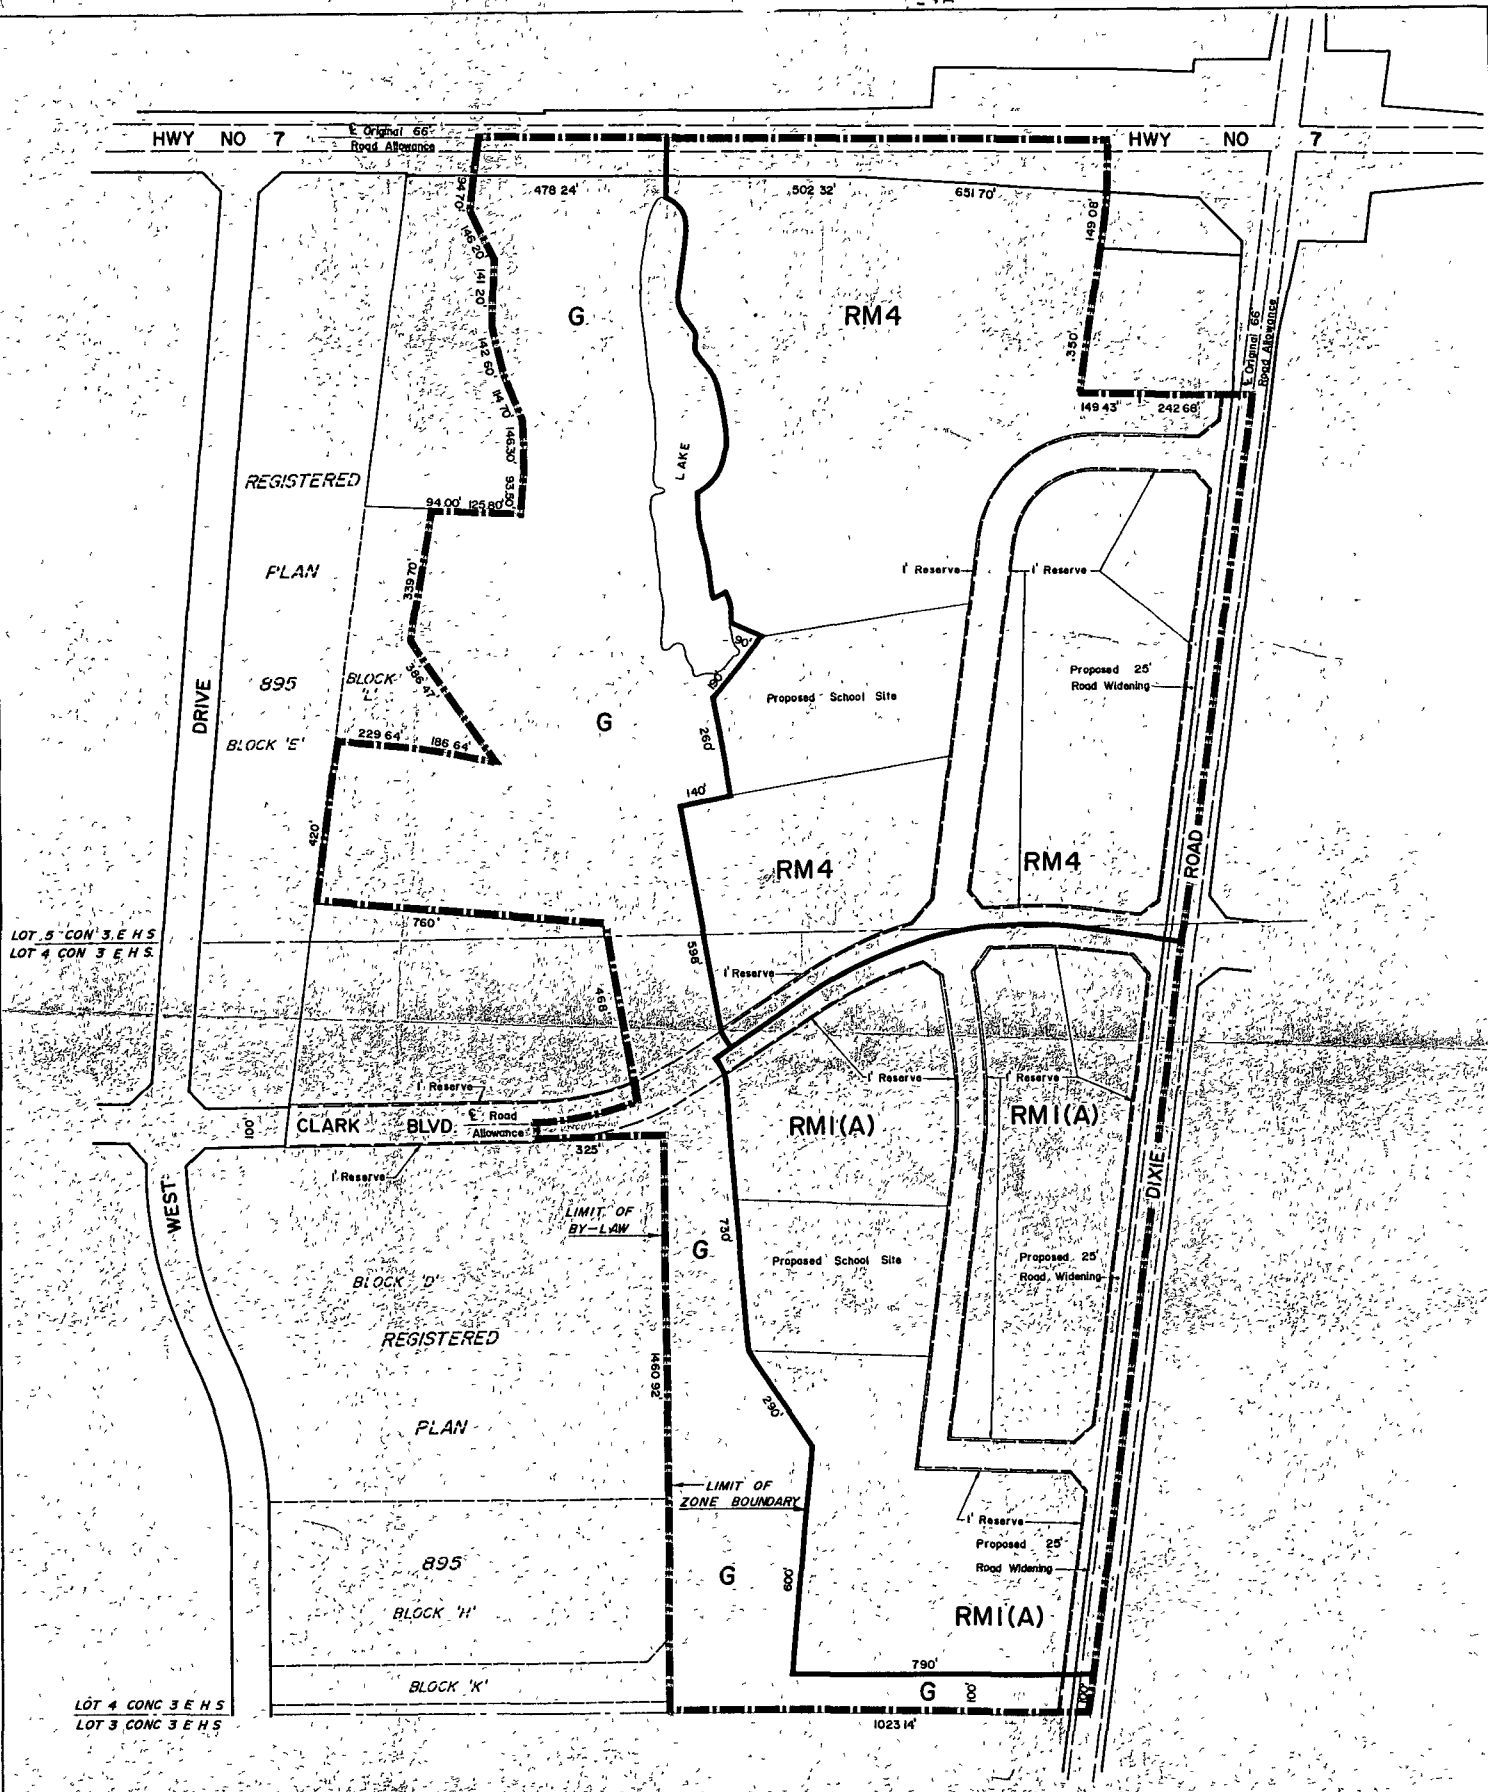 HWY NO 7
℄ Original 66'
Road Allowance
HWY NO 7
94.70'
478 24'
502 32'
651 70'
149 08'
146 20'
141 20'
142 60'
114 70'
146.30'
93.50'
G
RM4
350'
℄ Original 66'
Road Allowance
149 43'
242 68'
LAKE
REGISTERED
94 00'
125 80'
PLAN
339 70'
1' Reserve
1' Reserve
90'
190'
386 47'
895
BLOCK
'L'
Proposed School Site
Proposed 25'
Road Widening
DRIVE
G
BLOCK 'E'
229 64'
186 64'
260'
140'
420'
RM4
RM4
ROAD
760'
LOT 5 CON 3 E H S
LOT 4 CON 3 E H S
598'
1' Reserve
468'
1' Reserve
1' Reserve
1' Reserve
100'
CLARK BLVD
℄ Road
Allowance
325'
RM1(A)
RM1(A)
1' Reserve
WEST
DIXIE
LIMIT OF
BY-LAW
730'
G
Proposed School Site
Proposed 25'
Road Widening
BLOCK 'D'
REGISTERED
1460 92'
290'
PLAN
LIMIT OF
ZONE BOUNDARY
1' Reserve
Proposed 25'
Road Widening
895
G
600'
BLOCK 'H'
RM1(A)
790'
BLOCK 'K'
G
100'
100'
LOT 4 CONC 3 E H S
LOT 3 CONC 3 E H S
1023 14'